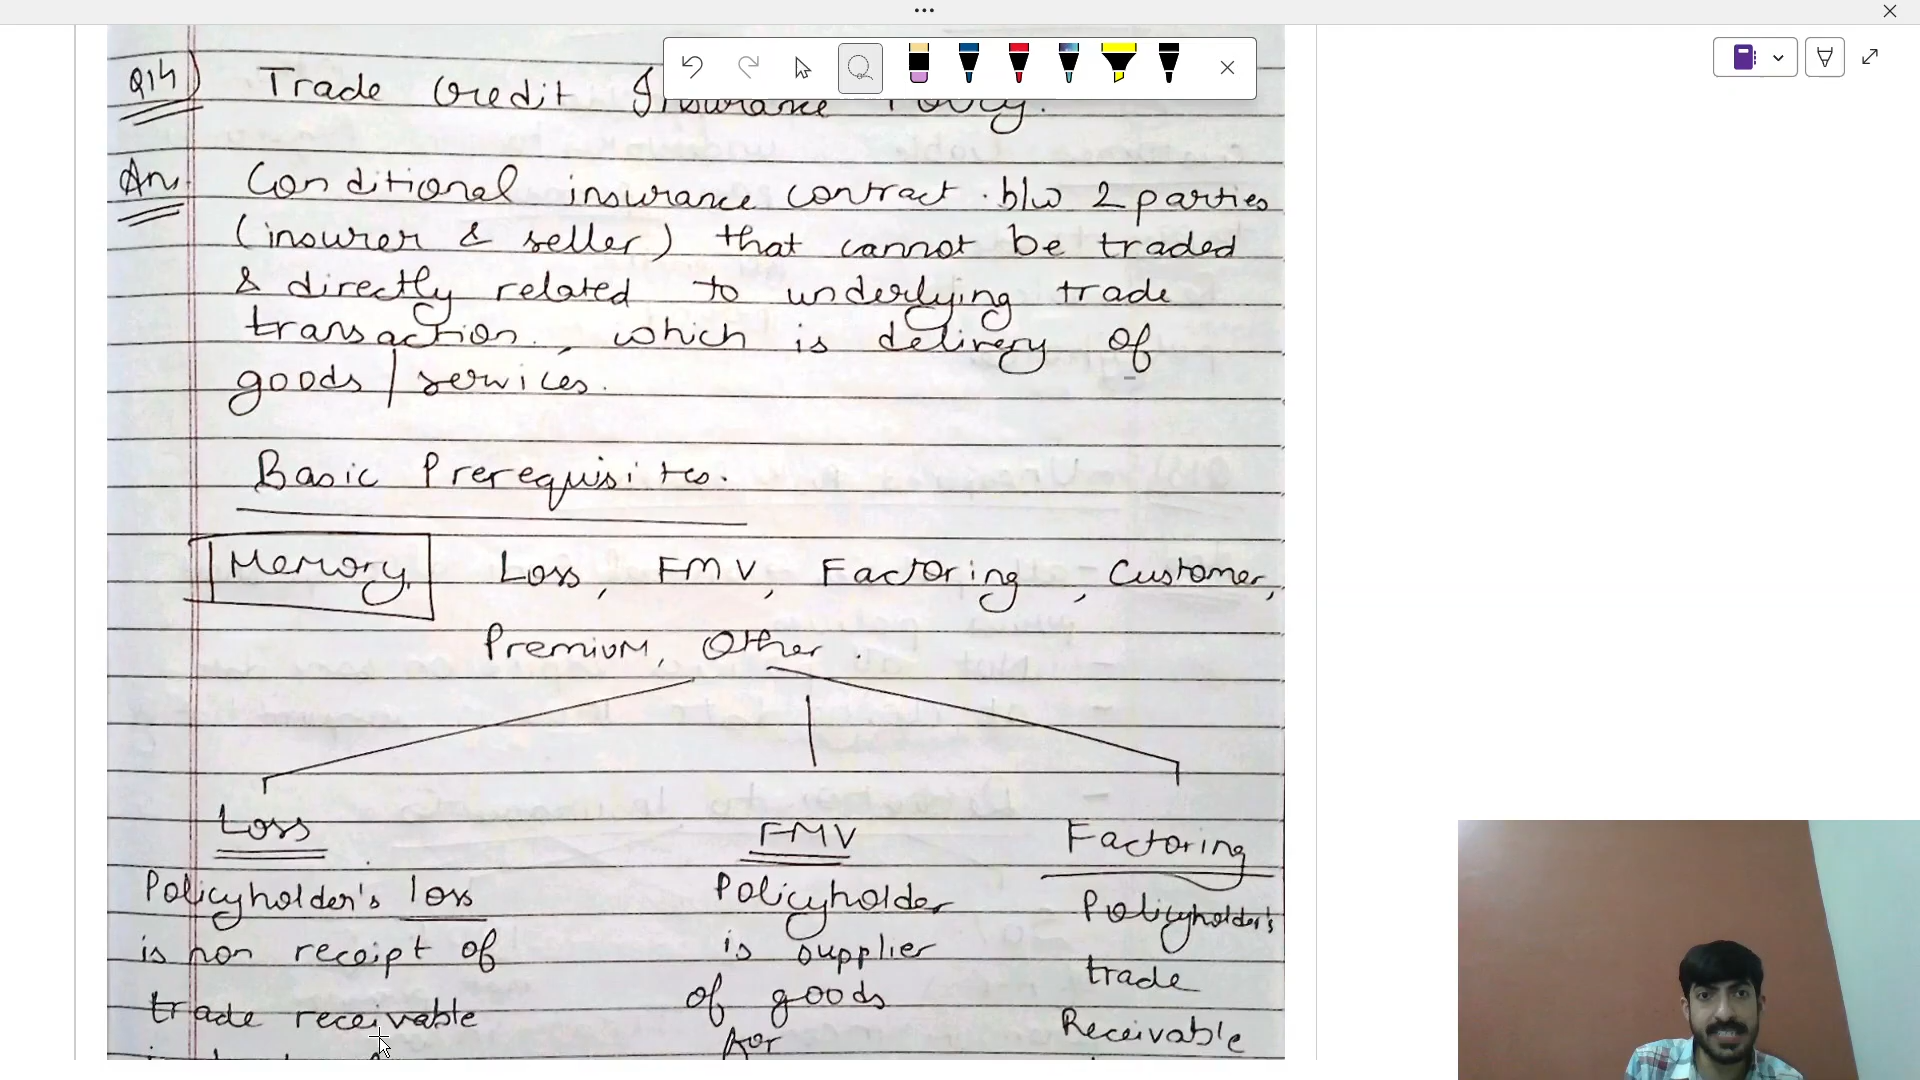 Q14) Trade Credit Insurance Policy.
Ans. Conditional insurance contract b/w 2 parties
(insurer & seller) that cannot be traded
& directly related to underlying trade
transaction, which is delivery of
goods/services.
Basic Prerequisites.
Memory Loss, FMV, Factoring, Customer,
Premium, Other.
Loss
Policyholder's loss
is non receipt of
trade receivable
FMV
Policyholder
is supplier
of goods
for
Factoring
Policyholder's
trade
Receivable